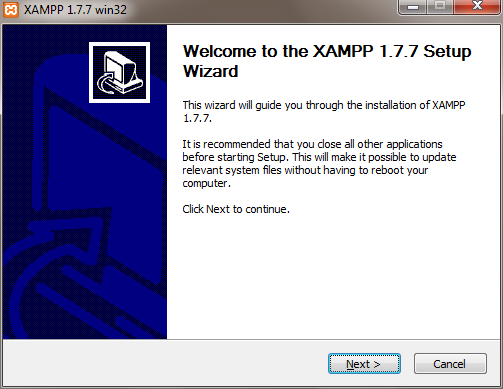 XAMPP 1.7.7 win32
Welcome to the XAMPP 1.7.7 Setup
Wizard
This wizard will guide you through the installation of XAMPP
1.7.7.
It is recommended that you close all other applications
before starting Setup. This will make it possible to update
relevant system files without having to reboot your
computer.
Click Next to continue.
Next >
Cancel